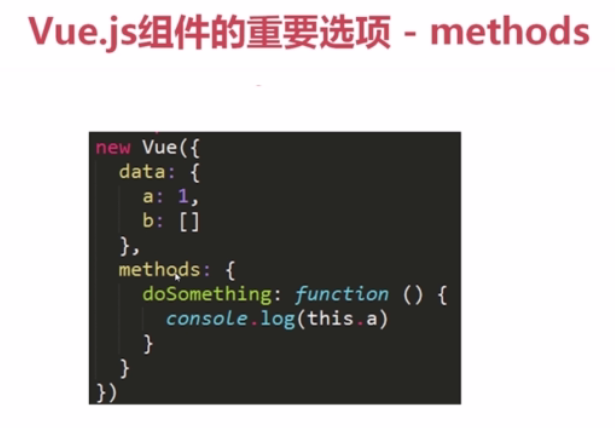 Vue.js组件的重要选项 - methods
new Vue({
  data: {
    a: 1,
    b: []
  },
  methods: {
    doSomething: function () {
      console.log(this.a)
    }
  }
})